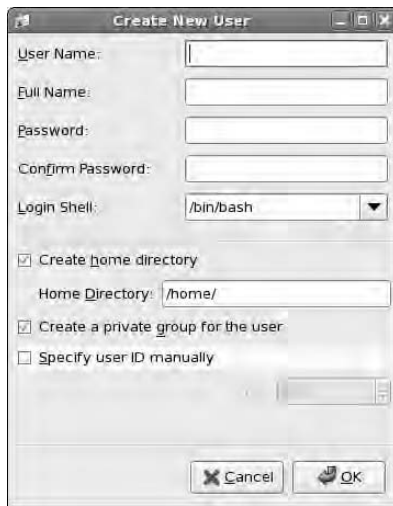 Create New User
User Name:
Full Name:
Password:
Confirm Password:
Login Shell: /bin/bash
Create home directory
Home Directory: /home/
Create a private group for the user
Specify user ID manually
Cancel OK